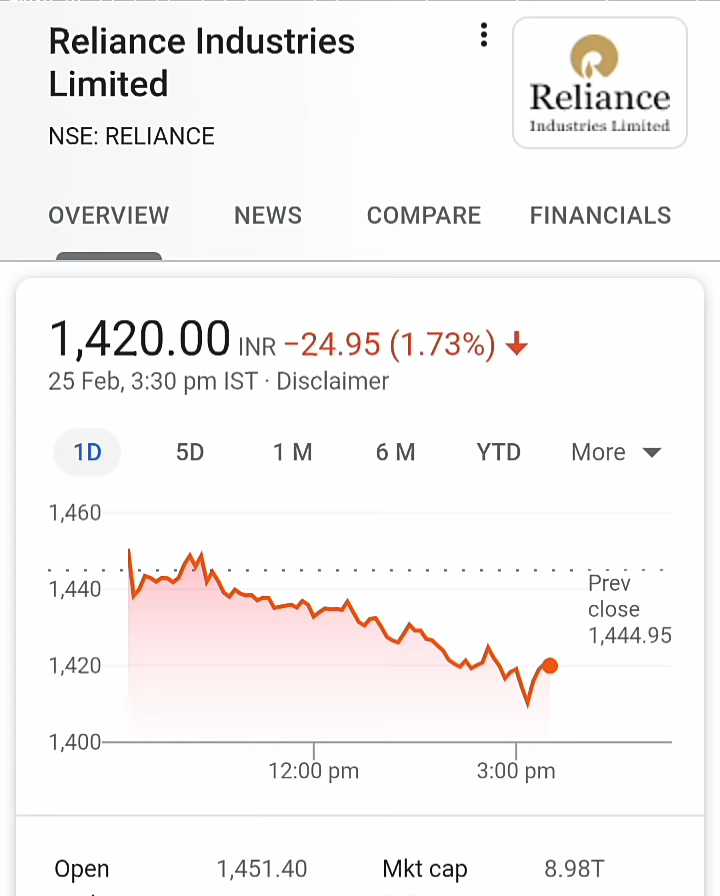 Reliance Industries
Limited
NSE: RELIANCE
Reliance
Industries Limited
OVERVIEW NEWS COMPARE FINANCIALS
1,420.00 INR −24.95 (1.73%)
25 Feb, 3:30 pm IST · Disclaimer
1D 5D 1 M 6 M YTD More
1,460
1,440
1,420
1,400
Prev
close
1,444.95
12:00 pm 3:00 pm
Open 1,451.40 Mkt cap 8.98T